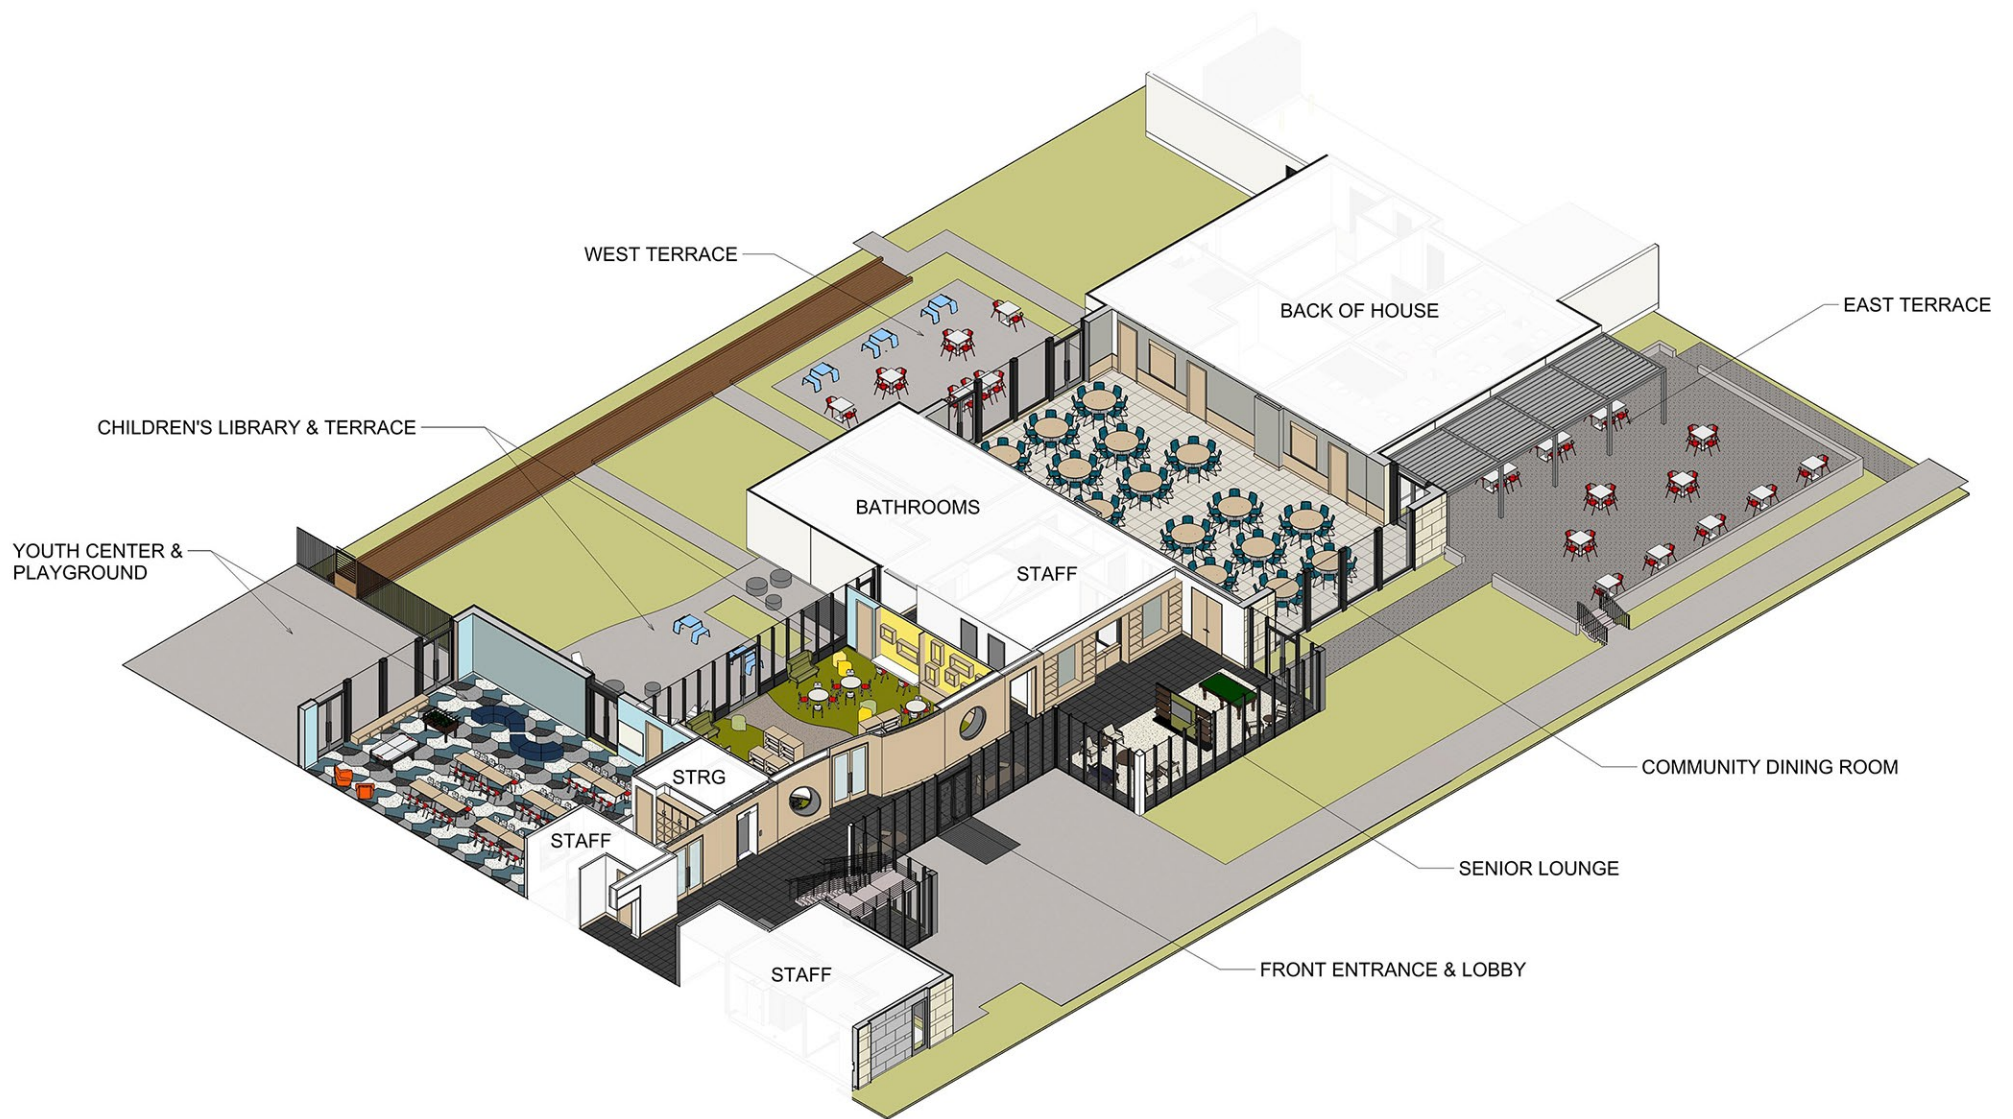 WEST TERRACE
BACK OF HOUSE
EAST TERRACE
CHILDREN'S LIBRARY & TERRACE
BATHROOMS
YOUTH CENTER &
PLAYGROUND
STAFF
COMMUNITY DINING ROOM
STRG
STAFF
SENIOR LOUNGE
FRONT ENTRANCE & LOBBY
STAFF